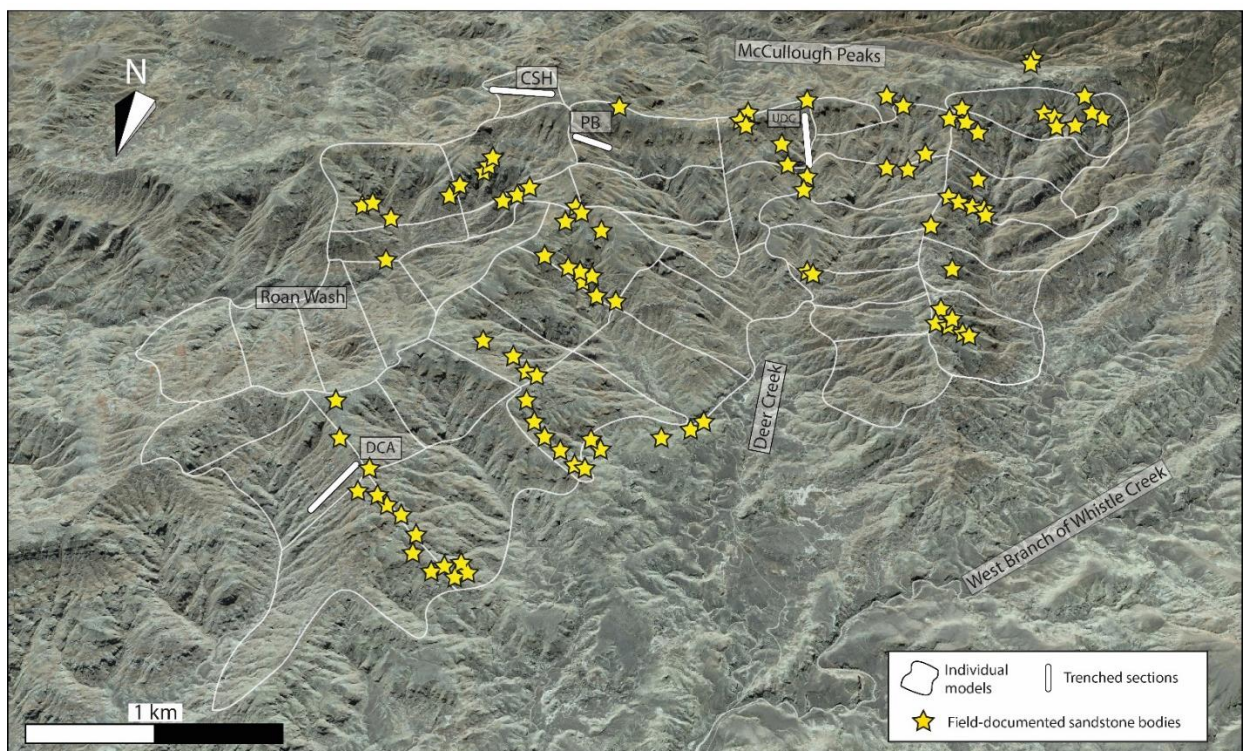 McCullough Peaks
N
CSH
PB
UDC
Roan Wash
DCA
Deer Creek
West Branch of Whistle Creek
1 km
Individual
models
Trenched sections
Field-documented sandstone bodies